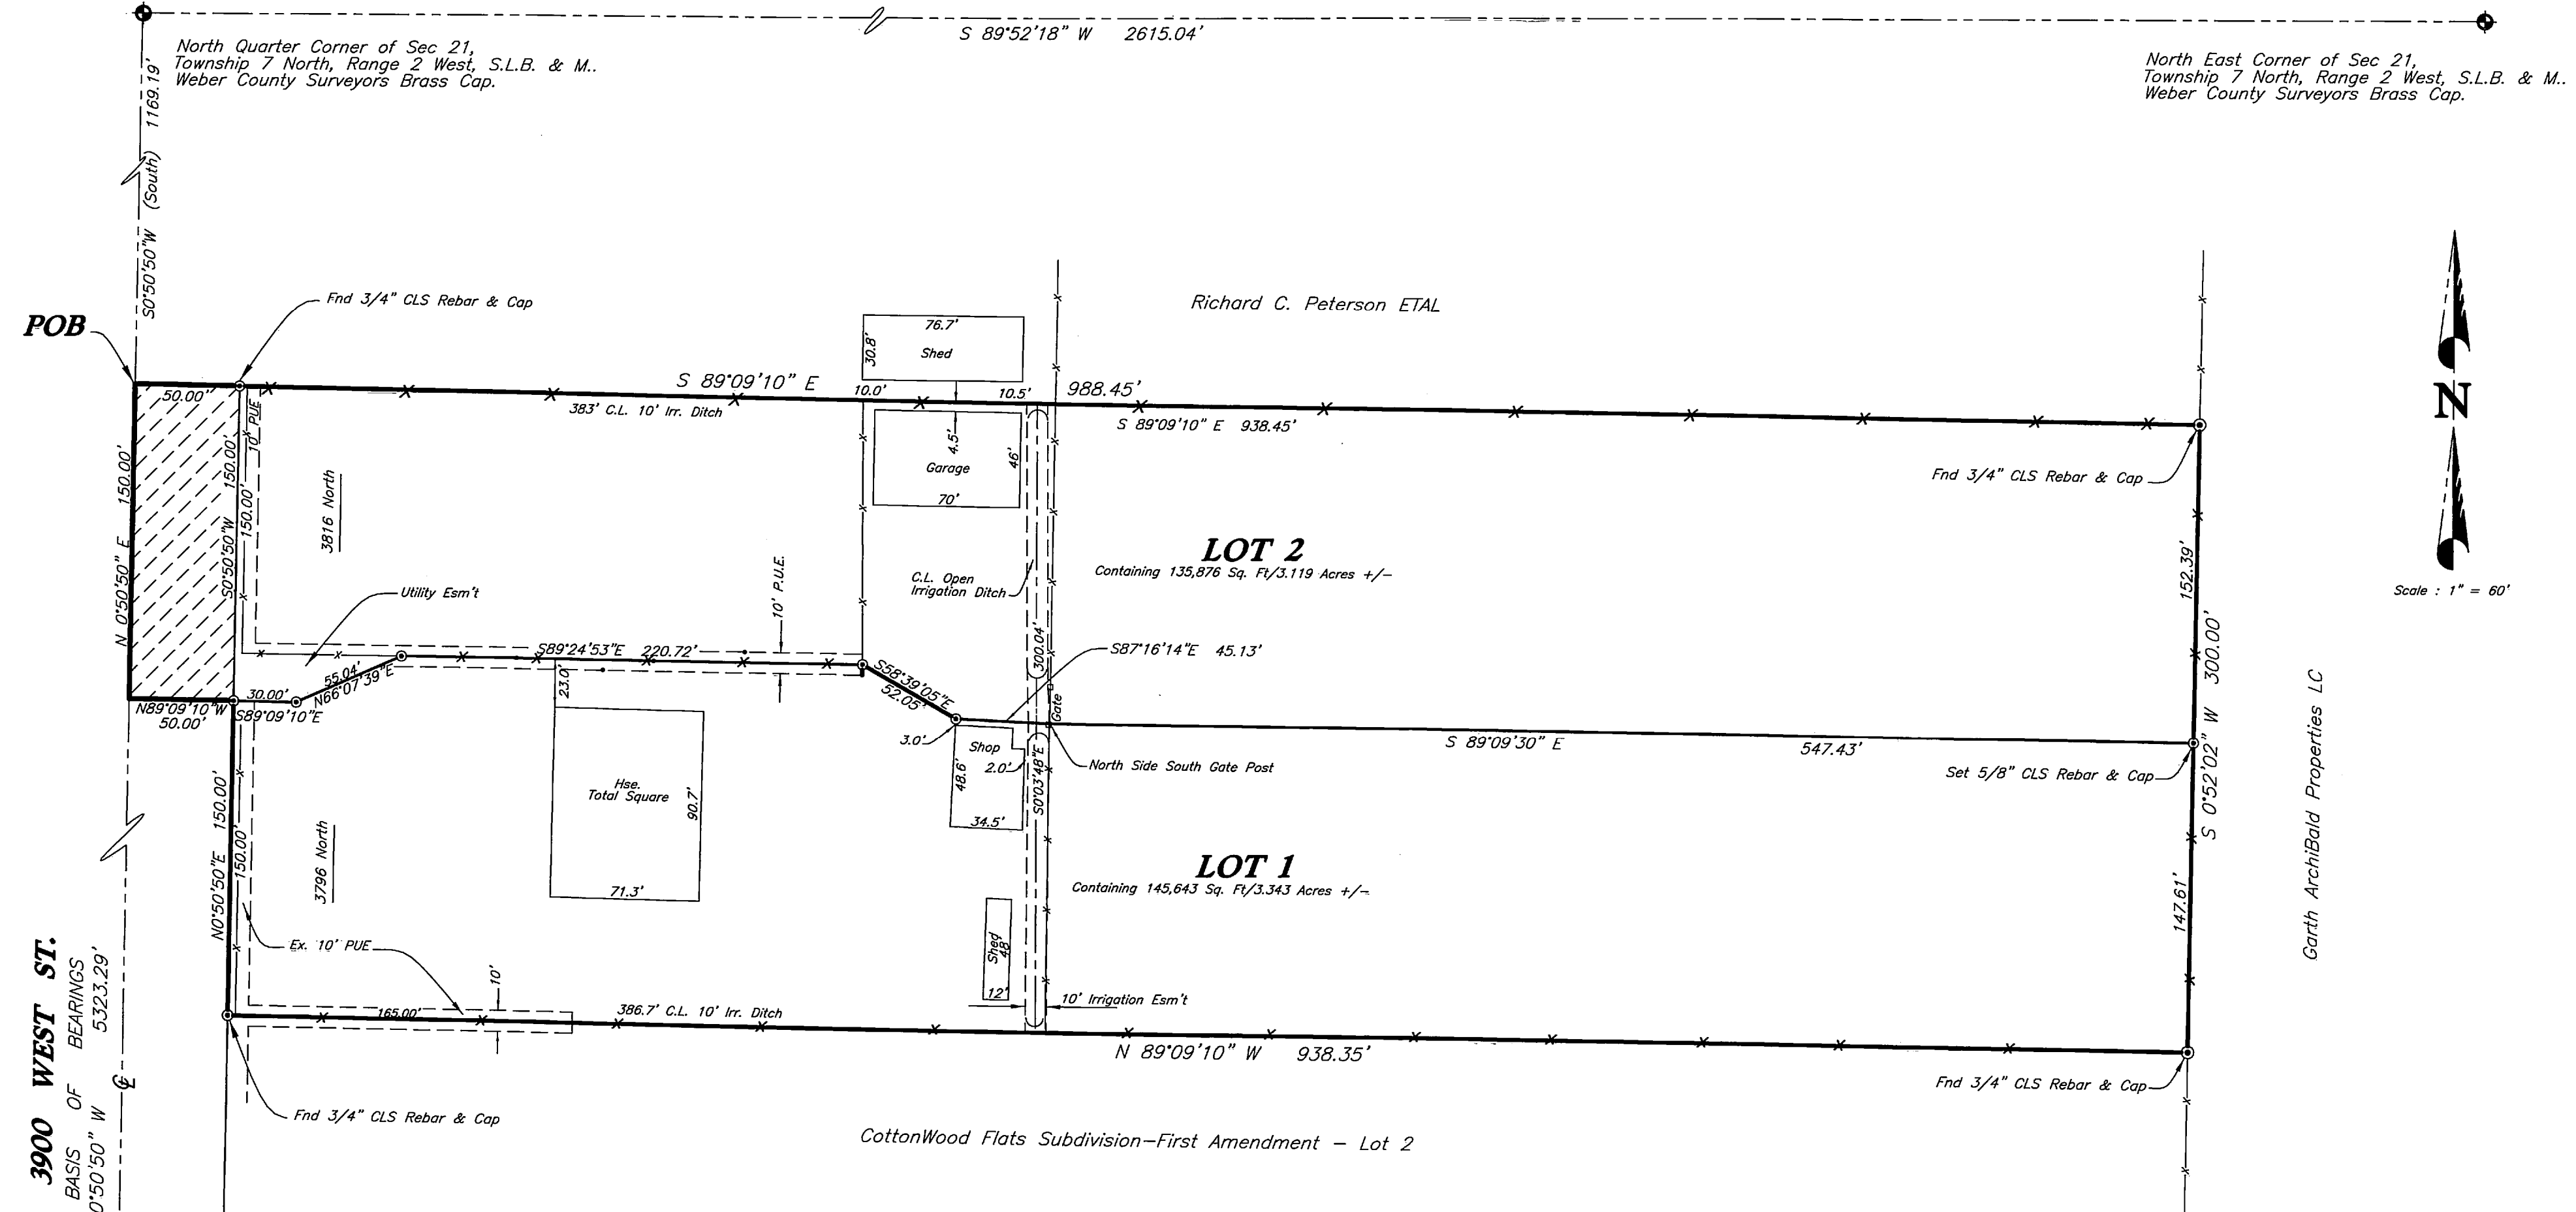 S 89°52'18" W 2615.04'
North Quarter Corner of Sec 21,
Township 7 North, Range 2 West, S.L.B. & M..
Weber County Surveyors Brass Cap.
North East Corner of Sec 21,
Township 7 North, Range 2 West, S.L.B. & M..
Weber County Surveyors Brass Cap.
S0°50'50"W (South) 1169.19'
POB
Fnd 3/4" CLS Rebar & Cap
Richard C. Peterson ETAL
76.7'
30.8'
Shed
N
Scale : 1" = 60'
50.00'
S 89°09'10" E
988.45'
383' C.L. 10' Irr. Ditch
10.0'
10.5'
S 89°09'10" E 938.45'
10' PUE
150.00'
N 0°50'50" E 150.00'
S0°50'50"W 150.00'
3816 North
4.5'
46'
Garage
70'
Fnd 3/4" CLS Rebar & Cap
LOT 2
Containing 135,876 Sq. Ft/3.119 Acres +/-
C.L. Open
Irrigation Ditch
152.39'
Utility Esm't
10' P.U.E.
S89°24'53"E 220.72'
300.04'
S87°16'14"E 45.13'
S 0°52'02" W 300.00'
55.04'
N66°07'39"E
S58°39'05"E
52.05'
30.00'
S89°09'10"E
N89°09'10"W
50.00'
23.0'
Gate
3.0'
Shop
2.0'
48.6'
34.5'
S0°03'48"E
S 89°09'30" E 547.43'
North Side South Gate Post
Set 5/8" CLS Rebar & Cap
Garth ArchiBald Properties LC
Hse.
Total Square
90.7'
71.3'
N0°50'50"E 150.00'
150.00'
3796 North
LOT 1
Containing 145,643 Sq. Ft/3.343 Acres +/-
147.61'
Shed
48'
12'
10' Irrigation Esm't
Ex. 10' PUE
10'
165.00'
386.7' C.L. 10' Irr. Ditch
N 89°09'10" W 938.35'
Fnd 3/4" CLS Rebar & Cap
Fnd 3/4" CLS Rebar & Cap
3900 WEST ST.
BASIS OF BEARINGS
0°50'50" W 5323.29'
CottonWood Flats Subdivision-First Amendment - Lot 2